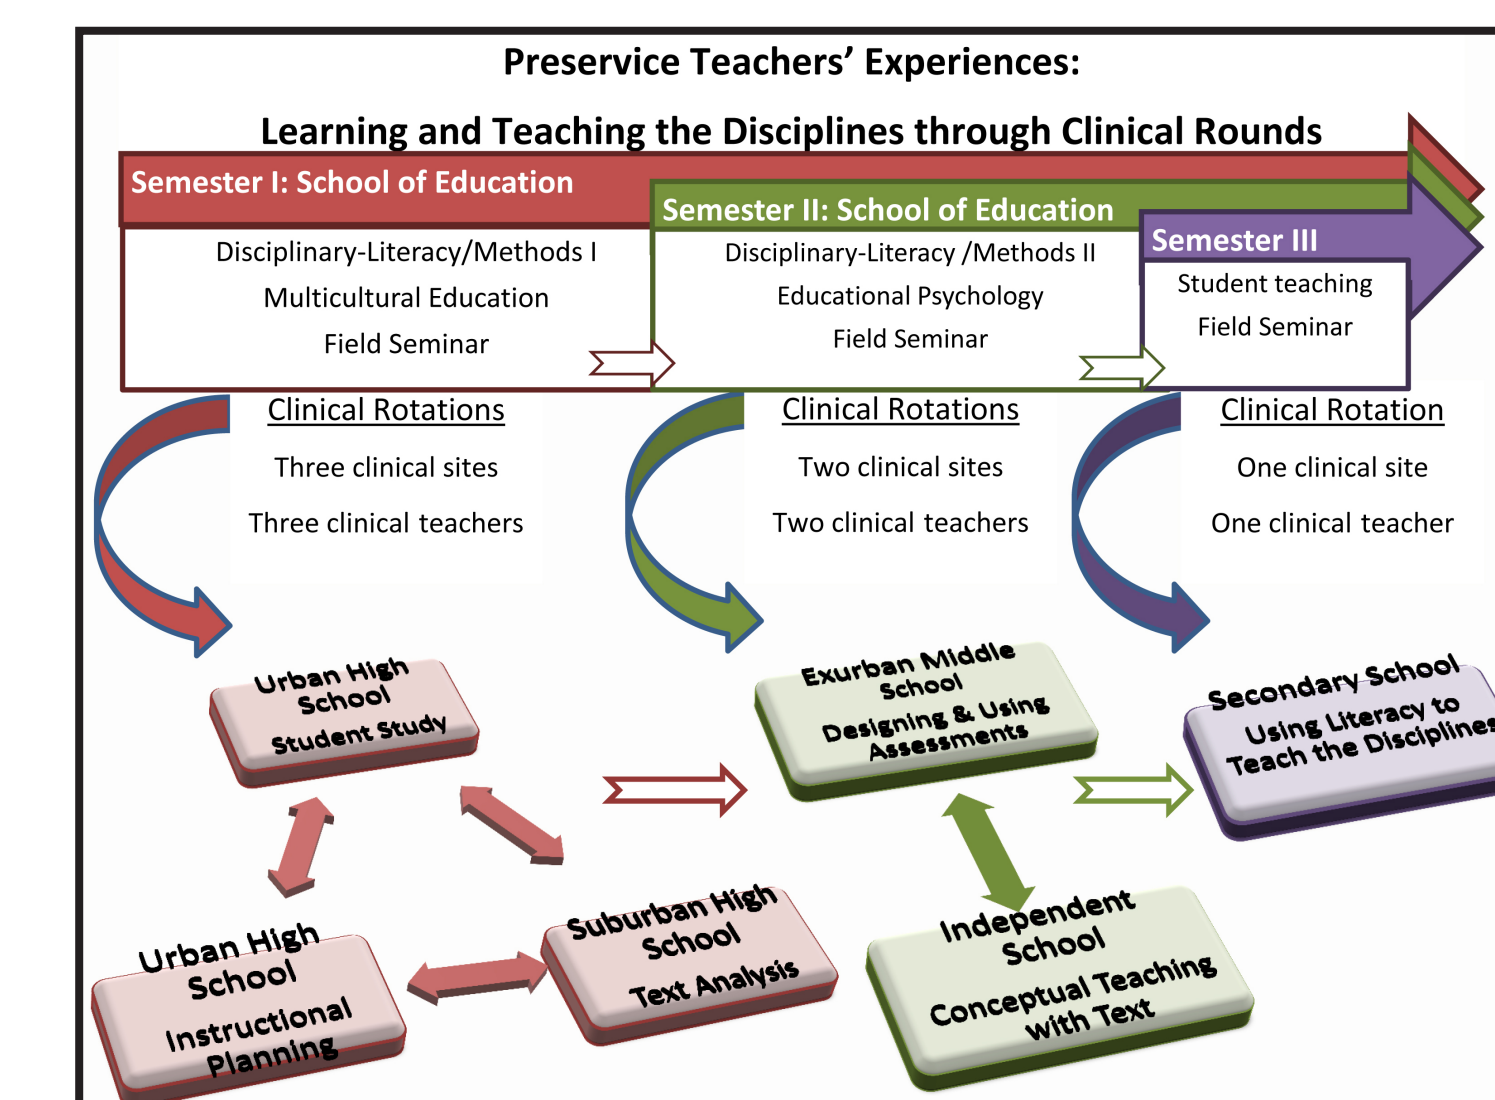 Preservice Teachers’ Experiences:
Learning and Teaching the Disciplines through Clinical Rounds
Semester I: School of Education
Semester II: School of Education
Semester III
Disciplinary-Literacy/Methods I
Multicultural Education
Field Seminar
Disciplinary-Literacy /Methods II
Educational Psychology
Field Seminar
Student teaching
Field Seminar
Clinical Rotations
Three clinical sites
Three clinical teachers
Clinical Rotations
Two clinical sites
Two clinical teachers
Clinical Rotation
One clinical site
One clinical teacher
Urban High
School
Student Study
Exurban Middle
School
Designing & Using
Assessments
Secondary School
Using Literacy to
Teach the Disciplines
Urban High
School
Instructional
Planning
Suburban High
School
Text Analysis
Independent
School
Conceptual Teaching
with Text